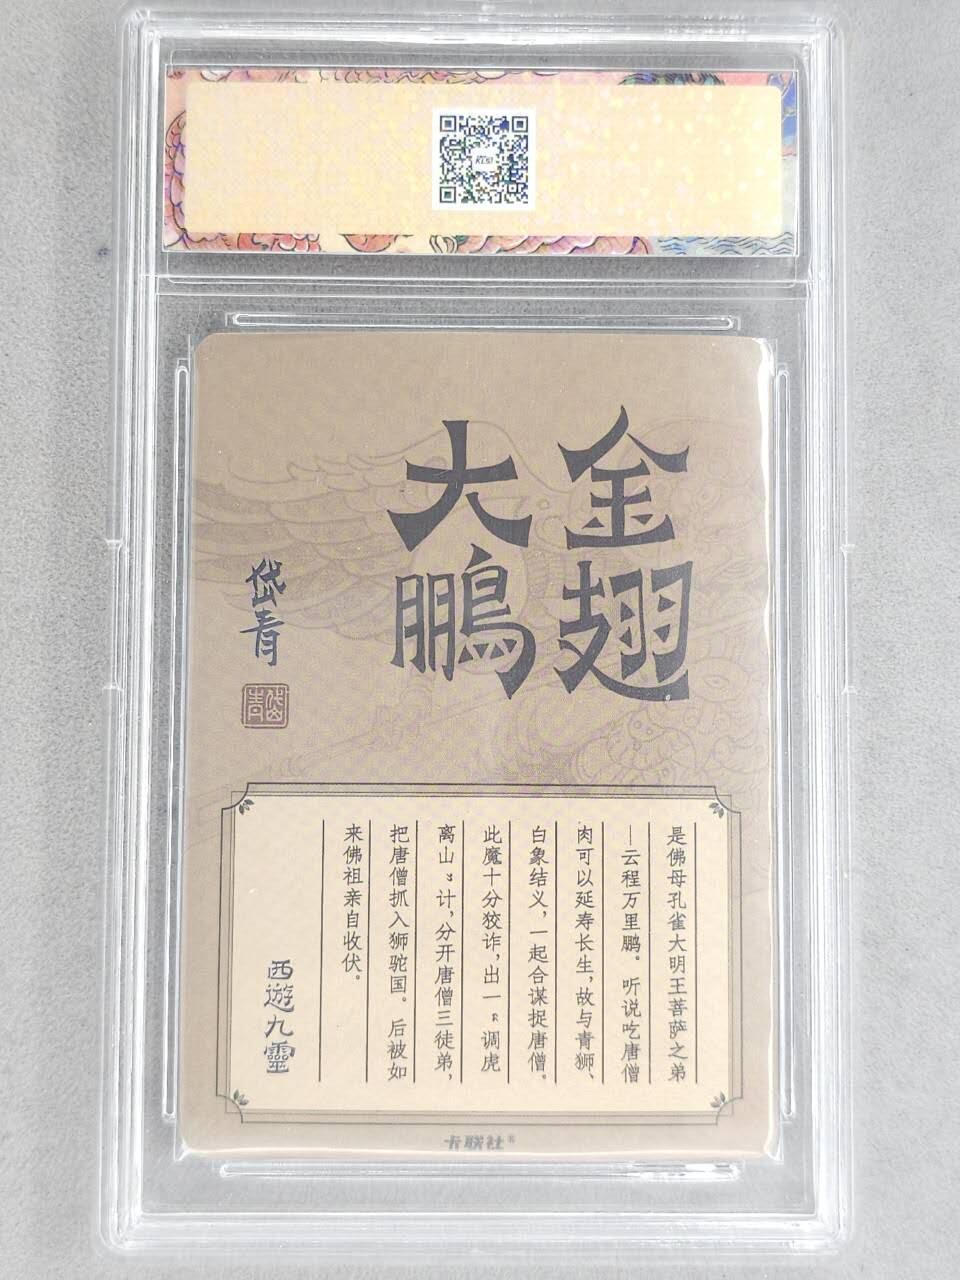 金翅
大鵬
岱青
岱青
是佛母孔雀大明王菩萨之弟
—云程万里鹏。听说吃唐僧
肉可以延寿长生，故与青狮、
白象结义，一起合谋捉唐僧。
此魔十分狡诈，出一“调虎
离山”计，分开唐僧三徒弟，
把唐僧抓入狮驼国。后被如
来佛祖亲自收伏。
西遊九靈
卡联社®